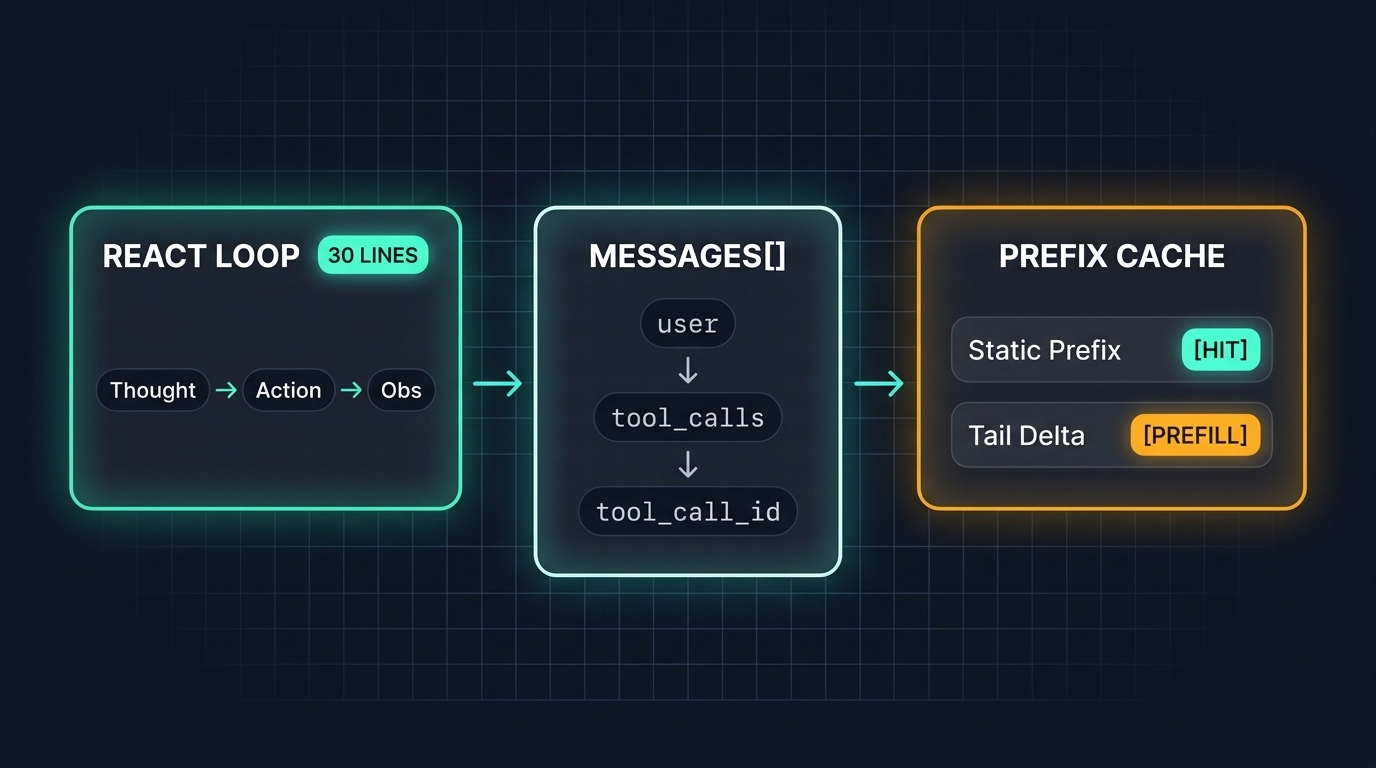 REACT LOOP 30 LINES
Thought → Action → Obs
MESSAGES[]
user
tool_calls
tool_call_id
PREFIX CACHE
Static Prefix [HIT]
Tail Delta [PREFILL]